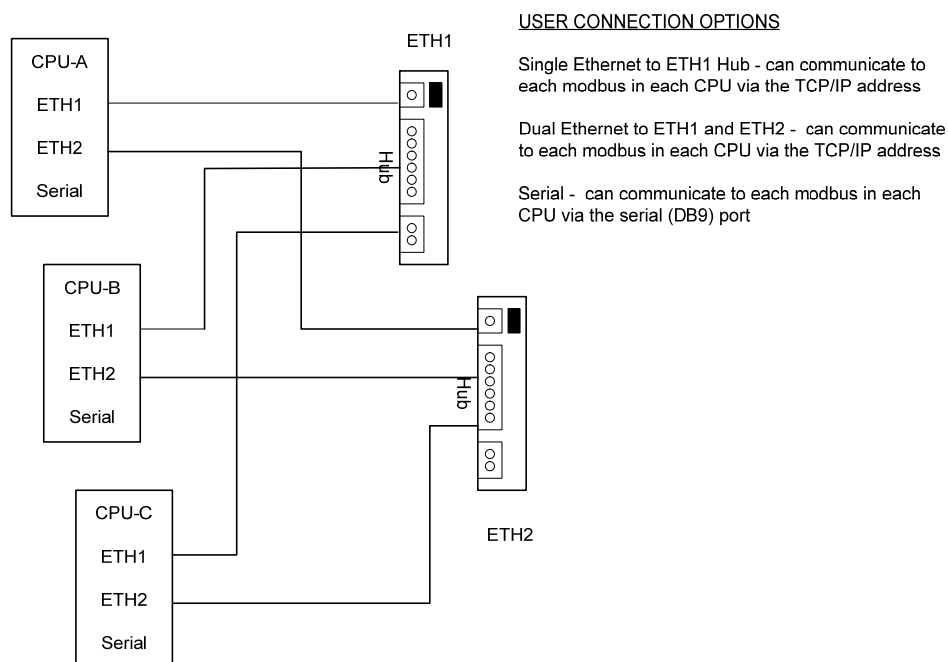 USER CONNECTION OPTIONS
Single Ethernet to ETH1 Hub - can communicate to
each modbus in each CPU via the TCP/IP address
Dual Ethernet to ETH1 and ETH2 - can communicate
to each modbus in each CPU via the TCP/IP address
Serial - can communicate to each modbus in each
CPU via the serial (DB9) port
CPU-A
ETH1
ETH2
Serial
ETH1
Hub
CPU-B
ETH1
ETH2
Serial
Hub
ETH2
CPU-C
ETH1
ETH2
Serial